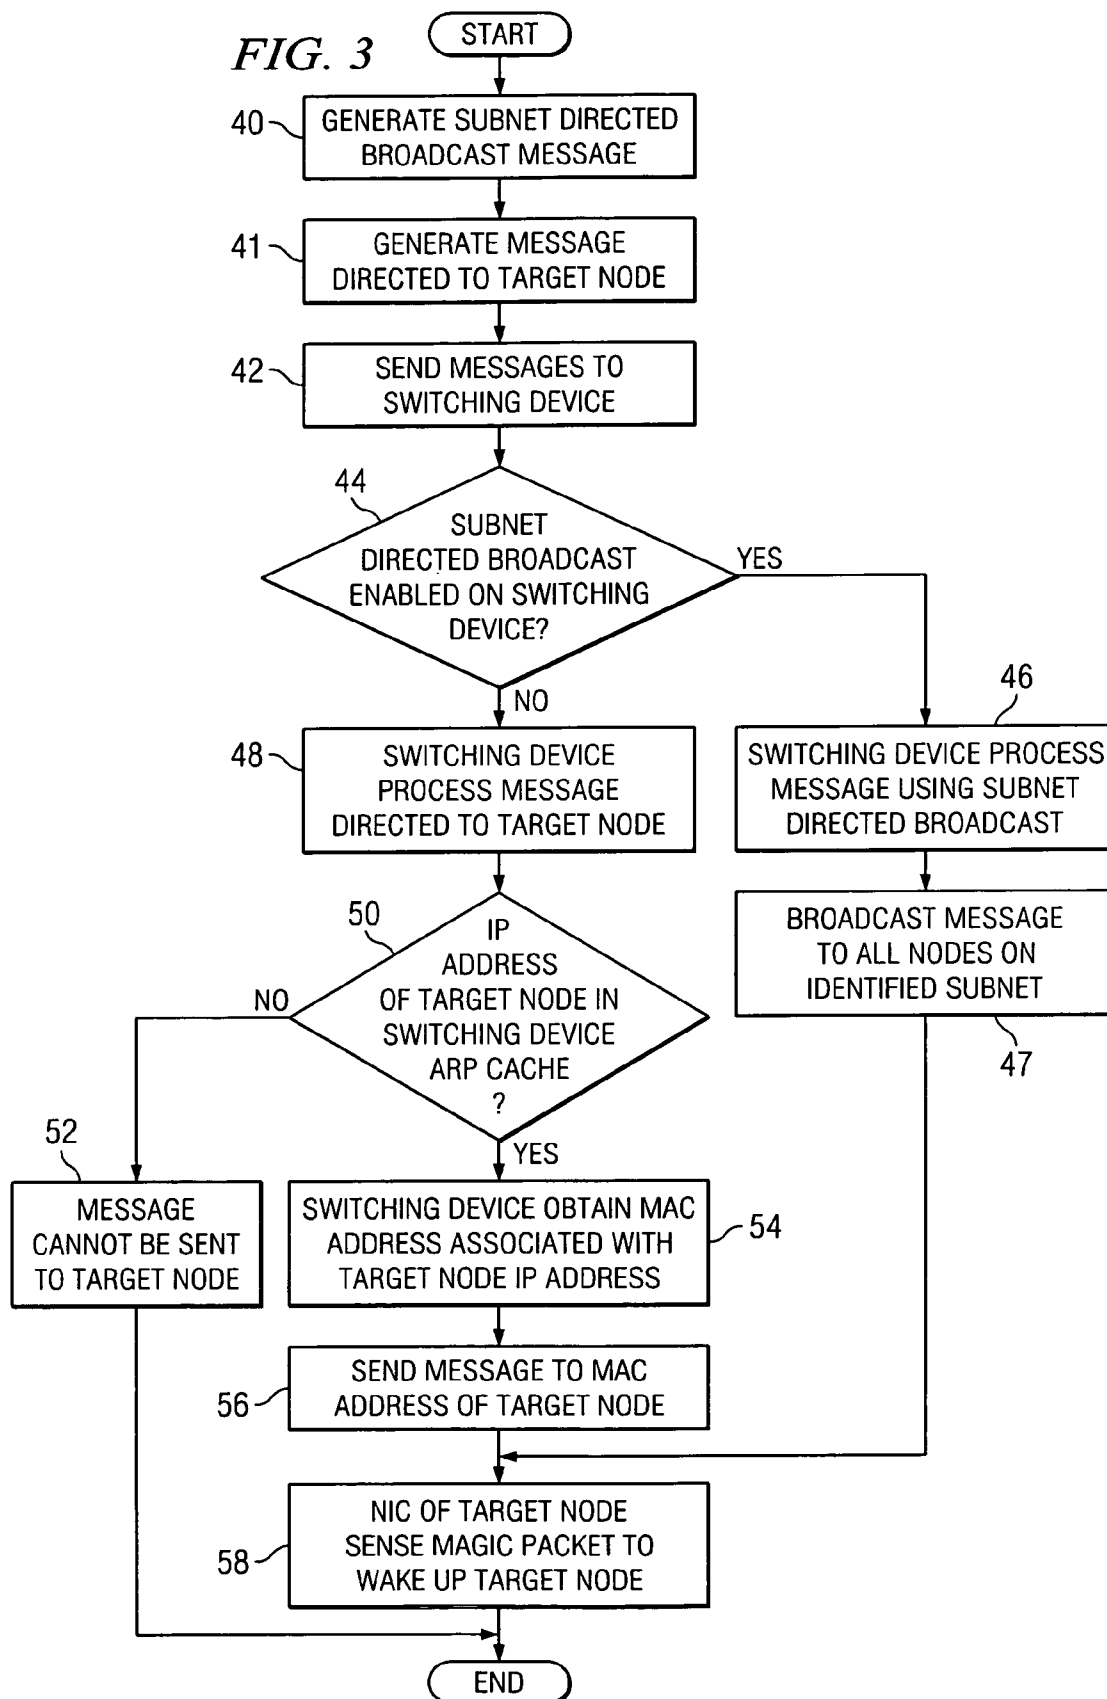 FIG. 3
START
40
GENERATE SUBNET DIRECTED
BROADCAST MESSAGE
41
GENERATE MESSAGE
DIRECTED TO TARGET NODE
42
SEND MESSAGES TO
SWITCHING DEVICE
44
SUBNET
DIRECTED BROADCAST
ENABLED ON SWITCHING
DEVICE?
YES
NO
46
SWITCHING DEVICE PROCESS
MESSAGE USING SUBNET
DIRECTED BROADCAST
48
SWITCHING DEVICE
PROCESS MESSAGE
DIRECTED TO TARGET NODE
BROADCAST MESSAGE
TO ALL NODES ON
IDENTIFIED SUBNET
47
50
IP
ADDRESS
OF TARGET NODE IN
SWITCHING DEVICE
ARP CACHE
?
NO
YES
52
MESSAGE
CANNOT BE SENT
TO TARGET NODE
SWITCHING DEVICE OBTAIN MAC
ADDRESS ASSOCIATED WITH
TARGET NODE IP ADDRESS
54
SEND MESSAGE TO MAC
ADDRESS OF TARGET NODE
56
NIC OF TARGET NODE
SENSE MAGIC PACKET TO
WAKE UP TARGET NODE
58
END